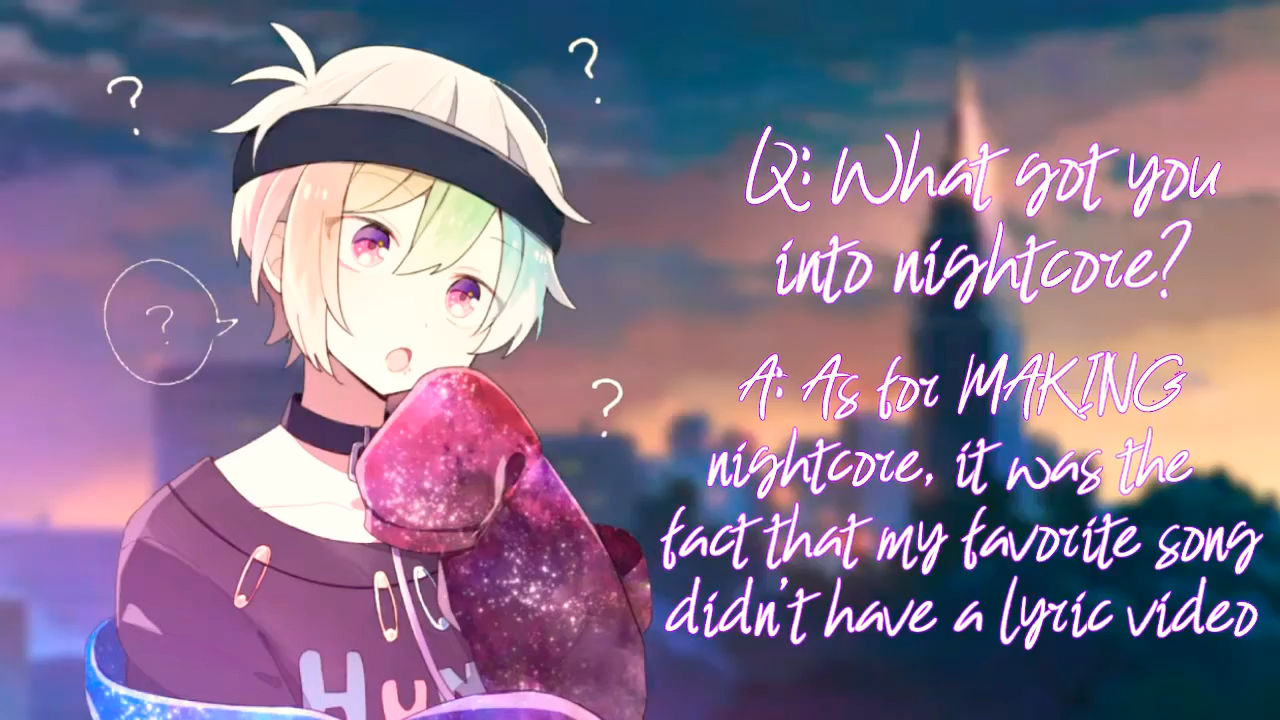 Q: What got you
into nightcore?
A: As for MAKING
nightcore, it was the
fact that my favorite song
didn't have a lyric video
?
?
?
?